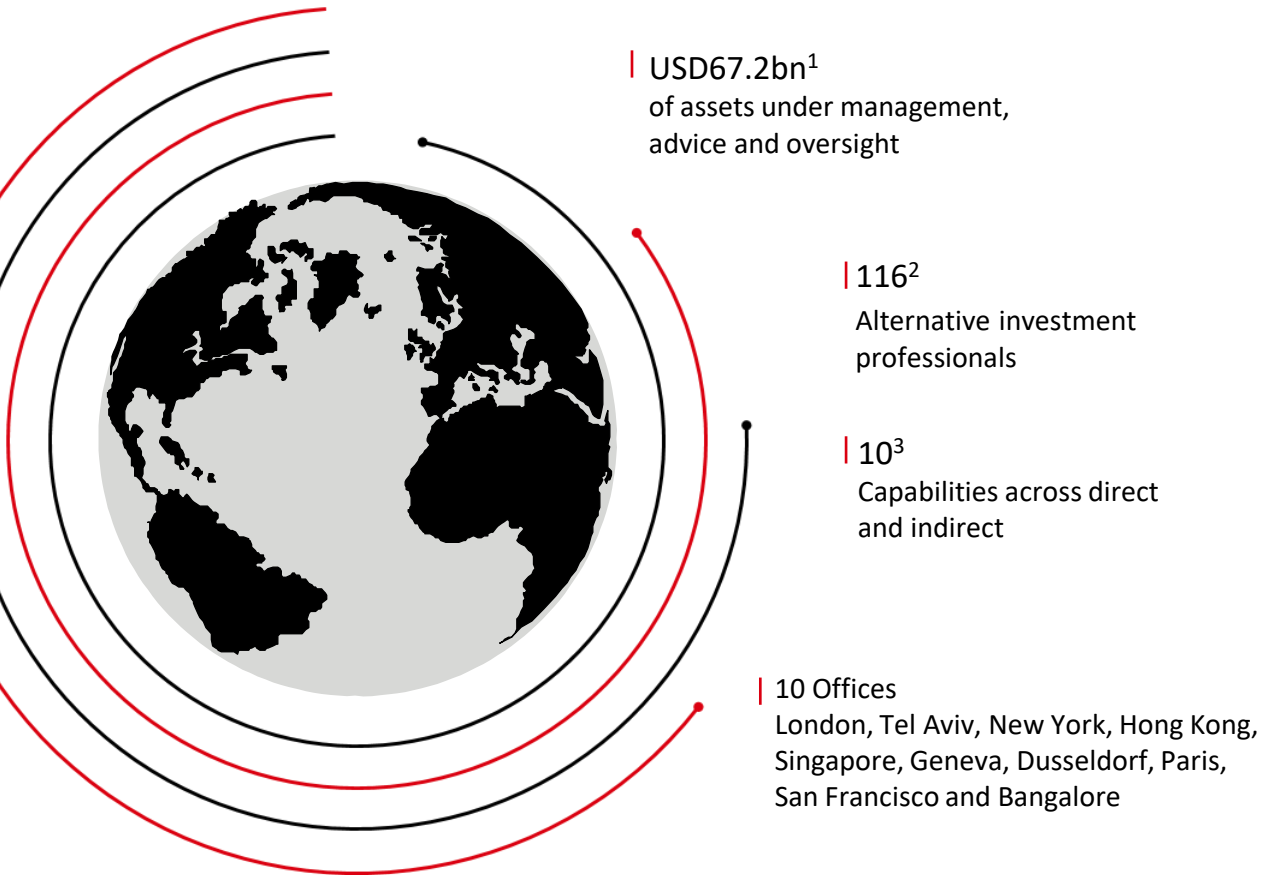 USD67.2bn¹
of assets under management,
advice and oversight
116²
Alternative investment
professionals
10³
Capabilities across direct
and indirect
10 Offices
London, Tel Aviv, New York, Hong Kong,
Singapore, Geneva, Dusseldorf, Paris,
San Francisco and Bangalore